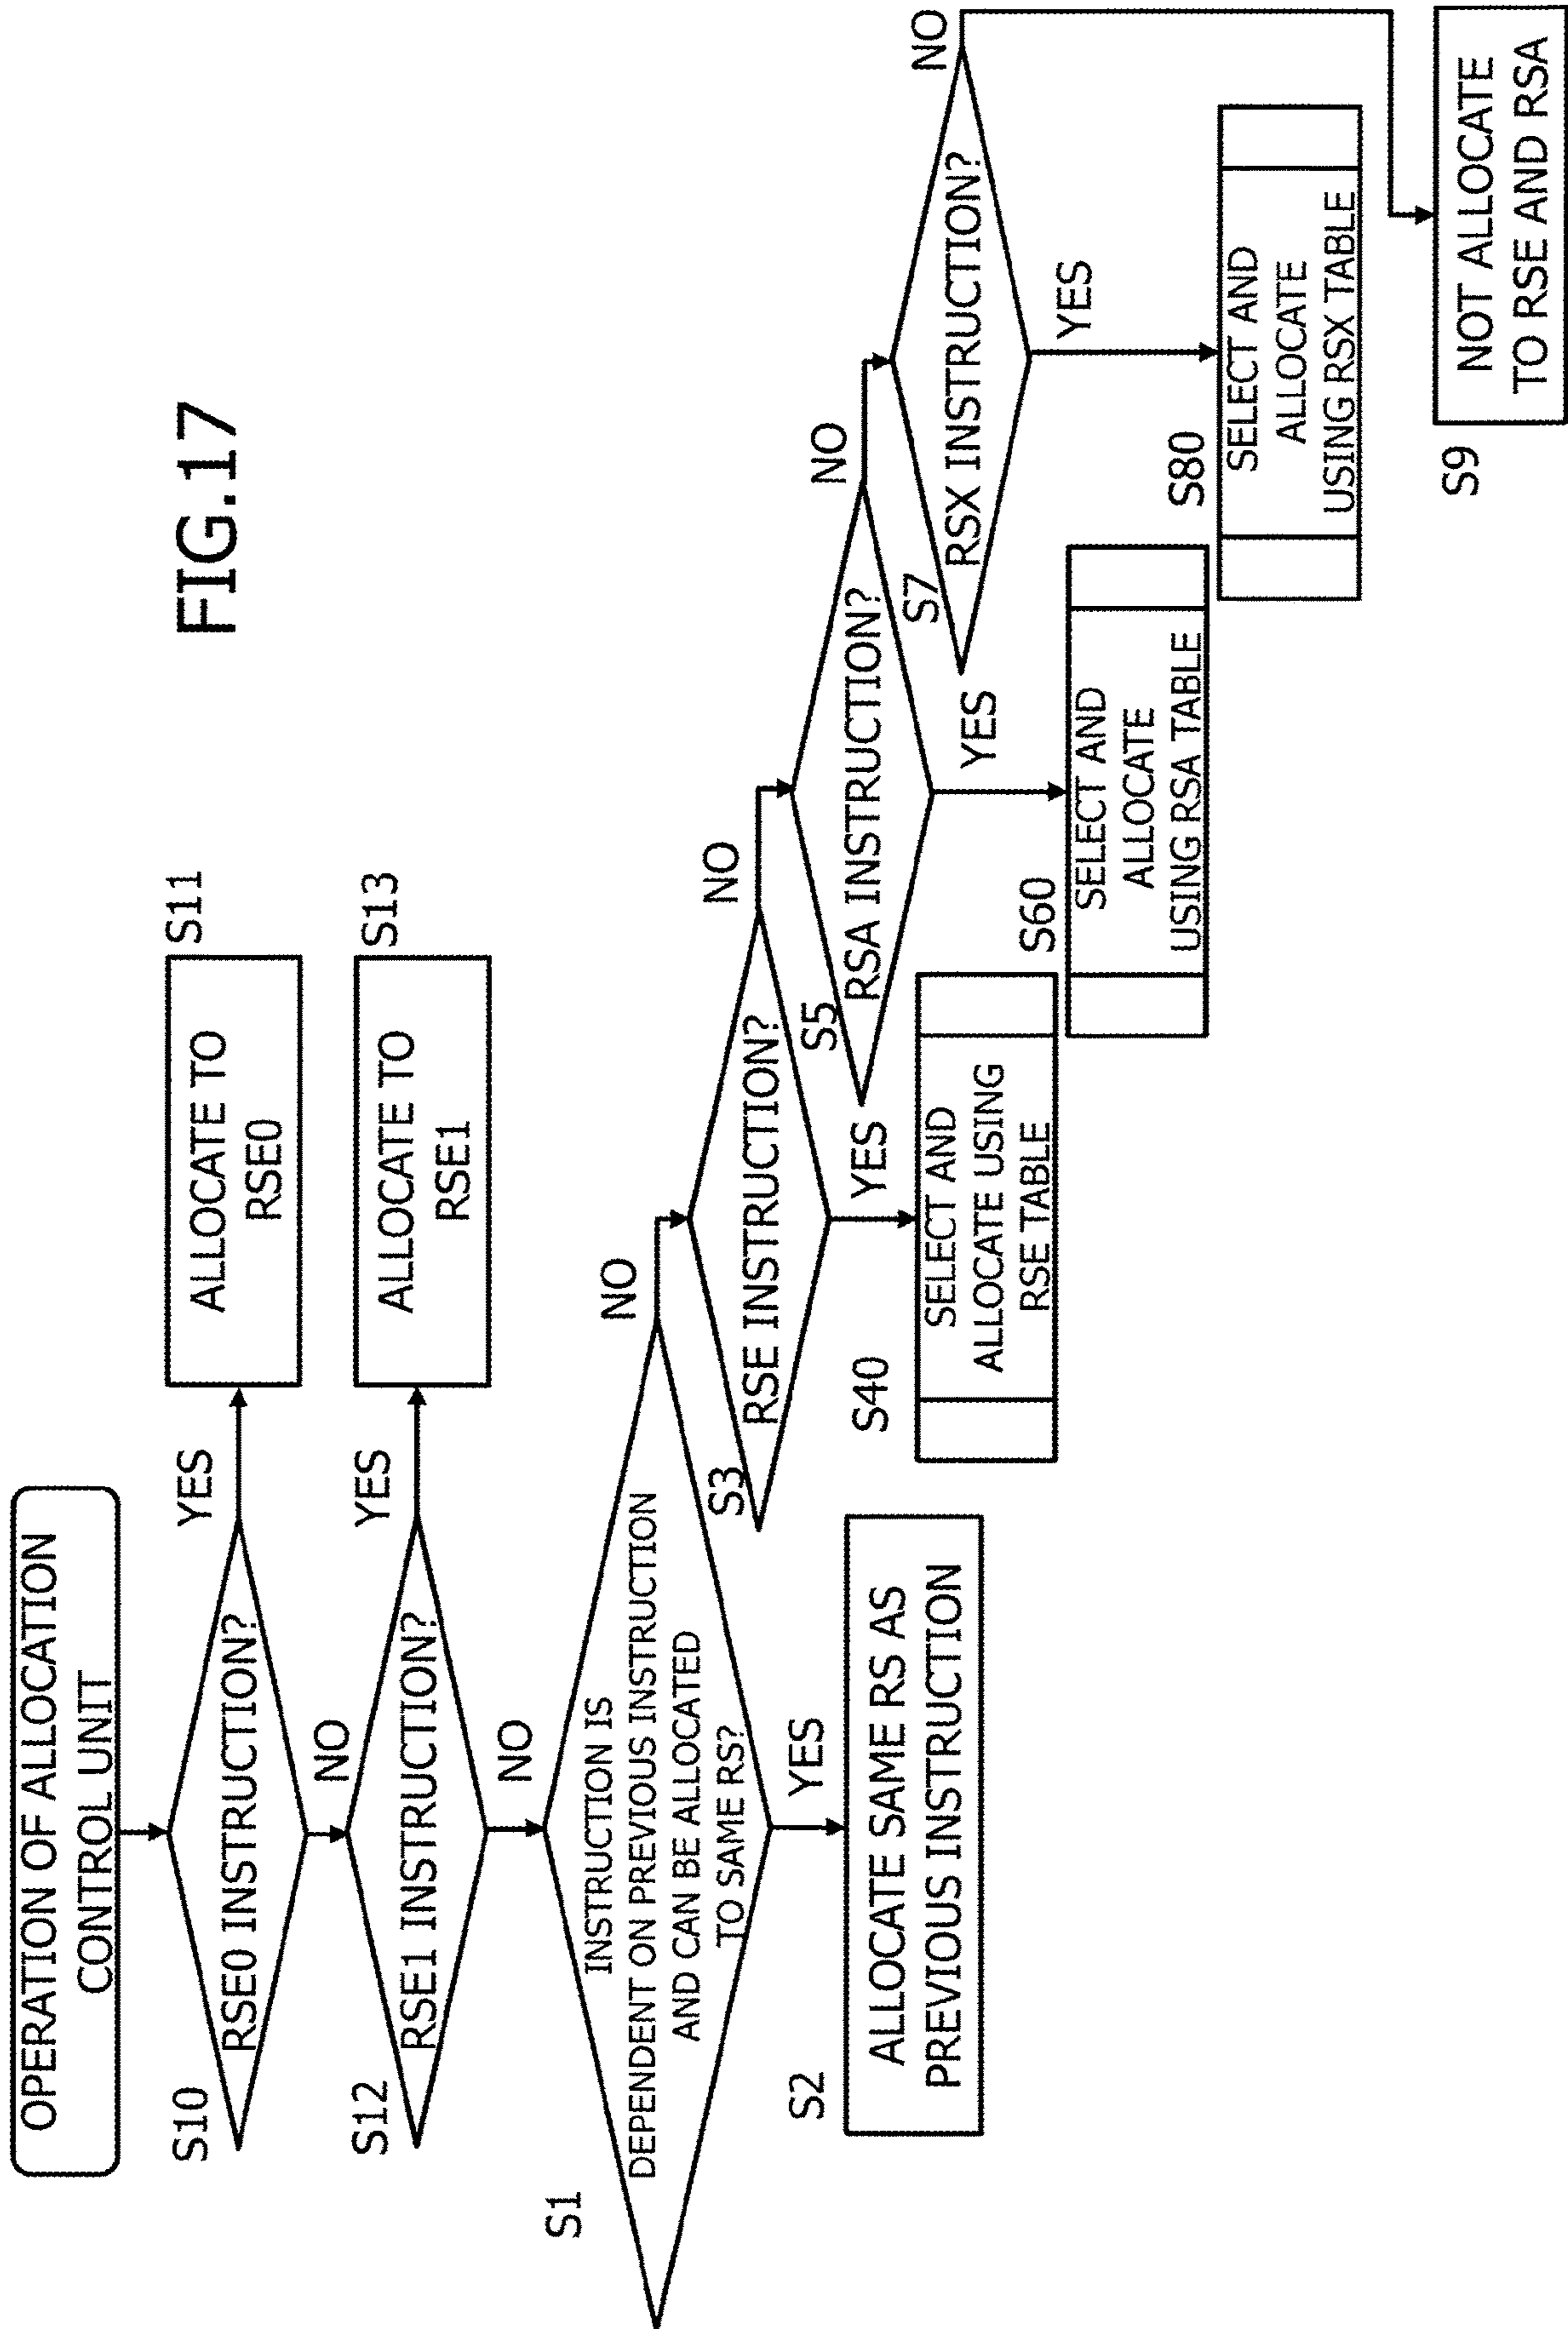 FIG.17
OPERATION OF ALLOCATION
CONTROL UNIT
S10
RSE0 INSTRUCTION?
YES
ALLOCATE TO
RSE0
S11
NO
S12
RSE1 INSTRUCTION?
YES
ALLOCATE TO
RSE1
S13
NO
S1
INSTRUCTION IS
DEPENDENT ON PREVIOUS INSTRUCTION
AND CAN BE ALLOCATED
TO SAME RS?
NO
YES
S2
ALLOCATE SAME RS AS
PREVIOUS INSTRUCTION
S3
RSE INSTRUCTION?
NO
YES
S40
SELECT AND
ALLOCATE USING
RSE TABLE
S5
RSA INSTRUCTION?
NO
YES
S60
SELECT AND
ALLOCATE
USING RSA TABLE
S7
RSX INSTRUCTION?
NO
YES
S80
SELECT AND
ALLOCATE
USING RSX TABLE
S9
NOT ALLOCATE
TO RSE AND RSA